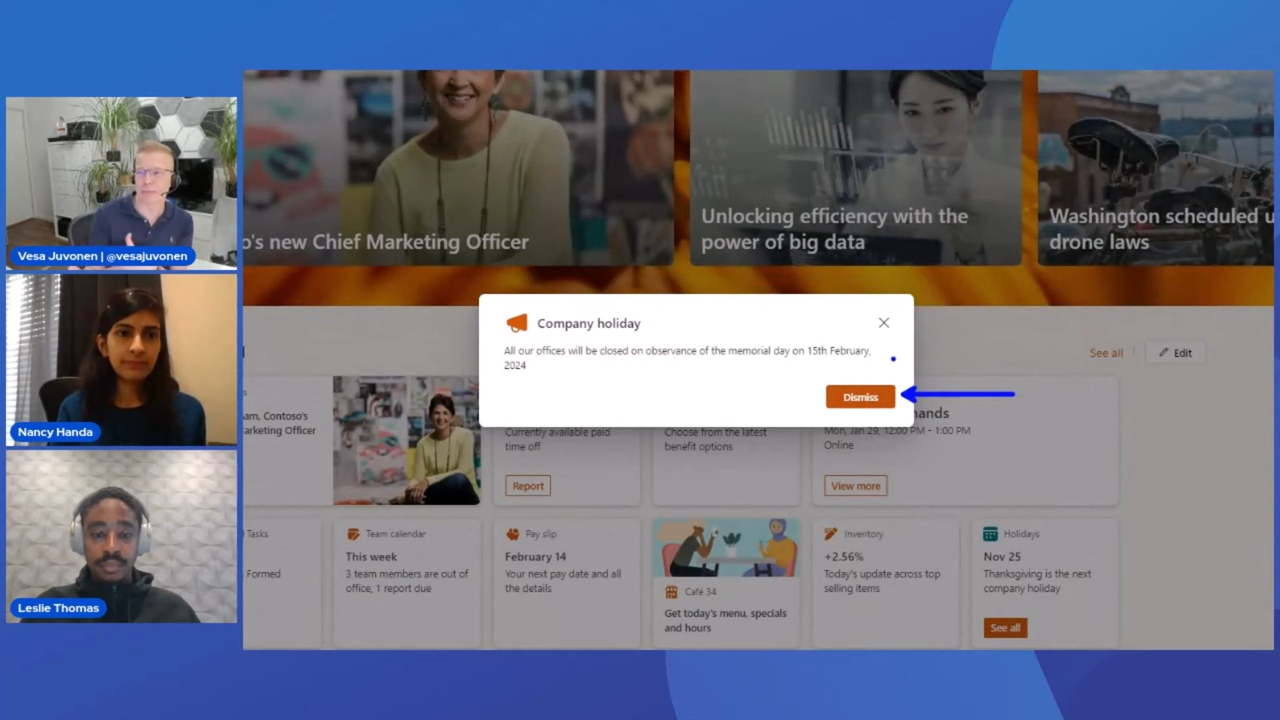 Vesa Juvonen | @vesajuvonen
Nancy Handa
Leslie Thomas
o's new Chief Marketing Officer
Unlocking efficiency with the
power of big data
Washington scheduled u
drone laws
Company holiday
All our offices will be closed on observance of the memorial day on 15th February,
2024
Dismiss
See all
Edit
am, Contoso's
arketing Officer
Currently available paid
time off
Report
Choose from the latest
benefit options
hands
Mon, Jan 29, 12:00 PM - 1:00 PM
Online
View more
Tasks
Formed
Team calendar
This week
3 team members are out of
office, 1 report due
Pay slip
February 14
Your next pay date and all
the details
Café 34
Get today's menu, specials
and hours
Inventory
+2.56%
Today's update across top
selling items
Holidays
Nov 25
Thanksgiving is the next
company holiday
See all